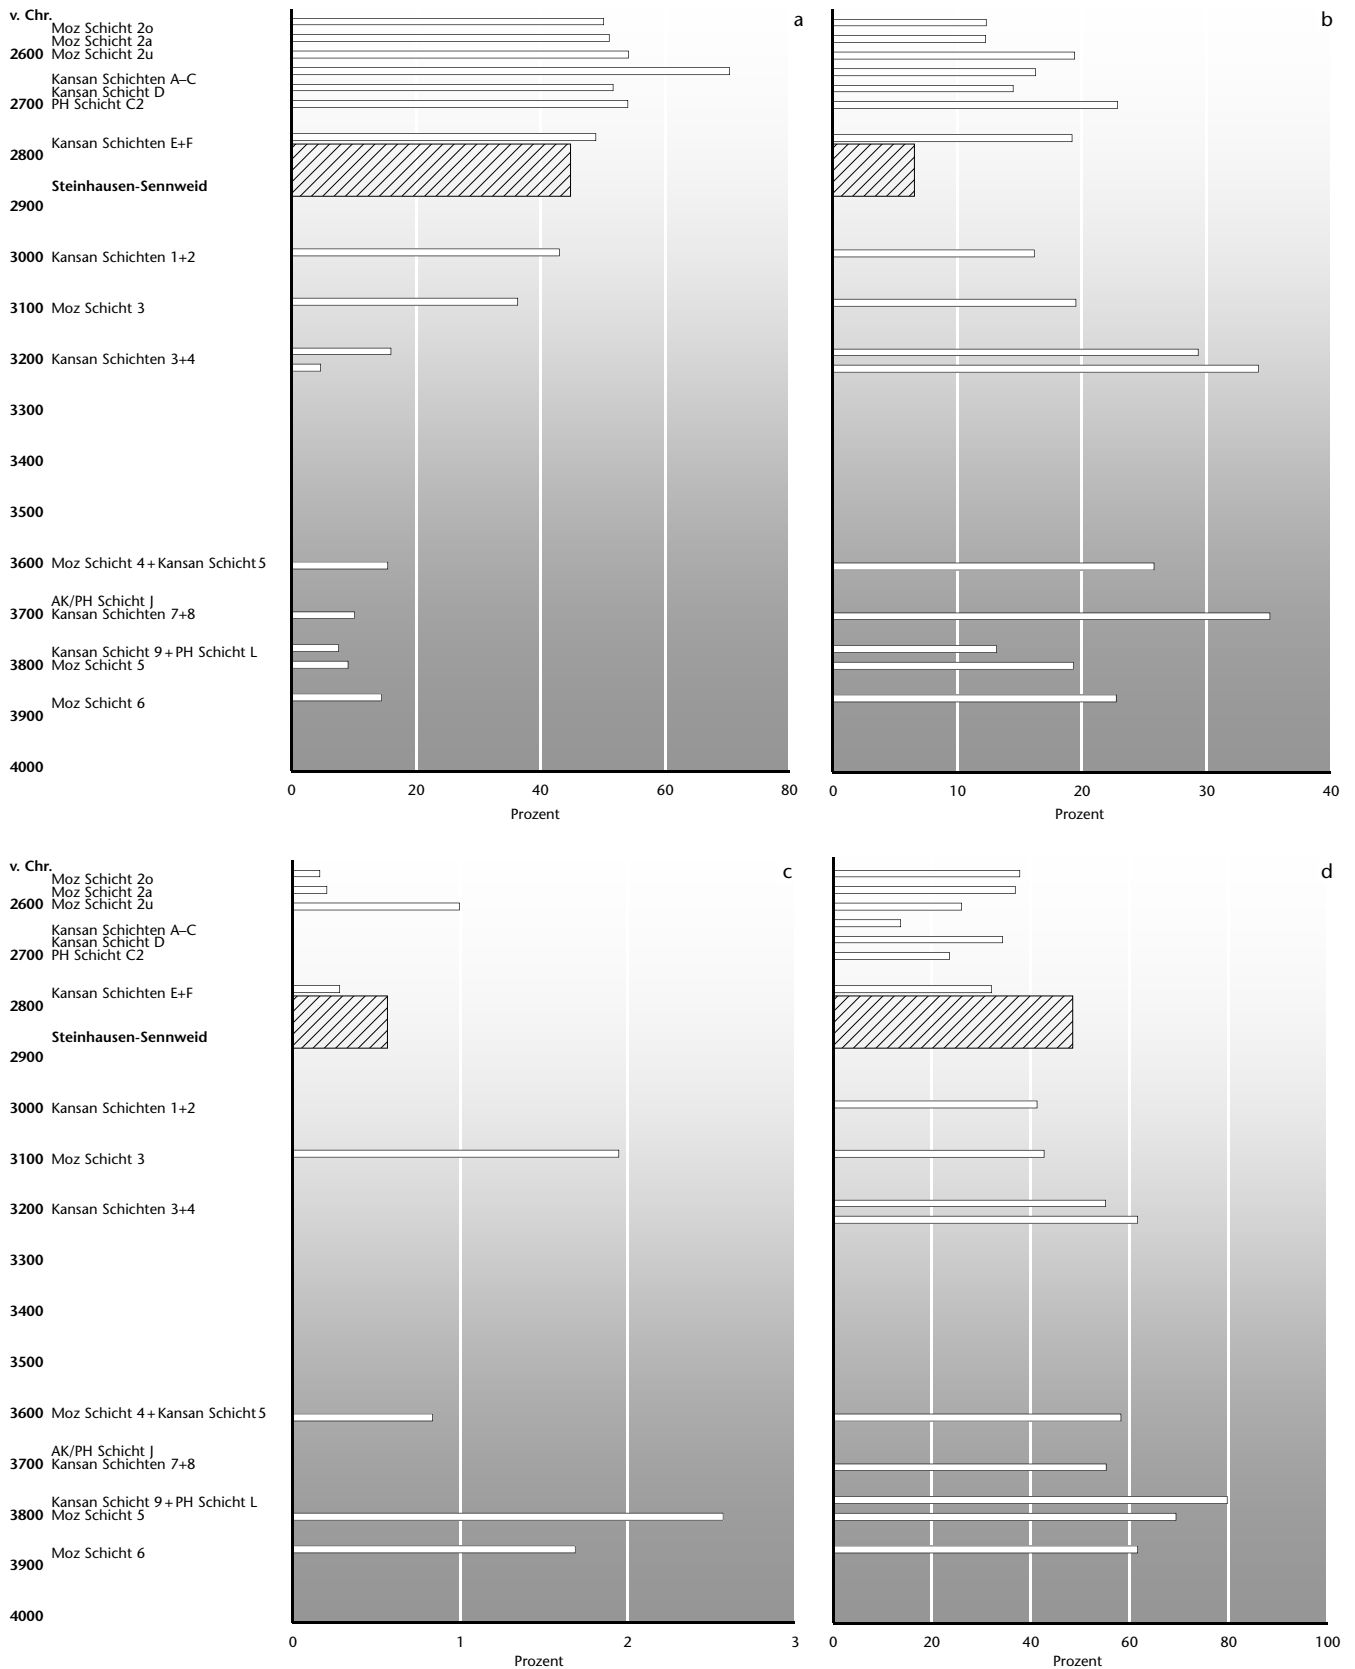 v. Chr.
a
b
Moz Schicht 2o
Moz Schicht 2a
2600 Moz Schicht 2u
Kansan Schichten A–C
Kansan Schicht D
2700 PH Schicht C2
Kansan Schichten E+F
2800
Steinhausen-Sennweid
2900
3000 Kansan Schichten 1+2
3100 Moz Schicht 3
3200 Kansan Schichten 3+4
3300
3400
3500
3600 Moz Schicht 4+Kansan Schicht 5
AK/PH Schicht J
3700 Kansan Schichten 7+8
Kansan Schicht 9+PH Schicht L
3800 Moz Schicht 5
Moz Schicht 6
3900
4000
0 20 40 60 80
Prozent
0 10 20 30 40
Prozent
v. Chr.
c
d
Moz Schicht 2o
Moz Schicht 2a
2600 Moz Schicht 2u
Kansan Schichten A–C
Kansan Schicht D
2700 PH Schicht C2
Kansan Schichten E+F
2800
Steinhausen-Sennweid
2900
3000 Kansan Schichten 1+2
3100 Moz Schicht 3
3200 Kansan Schichten 3+4
3300
3400
3500
3600 Moz Schicht 4+Kansan Schicht 5
AK/PH Schicht J
3700 Kansan Schichten 7+8
Kansan Schicht 9+PH Schicht L
3800 Moz Schicht 5
Moz Schicht 6
3900
4000
0 1 2 3
Prozent
0 20 40 60 80 100
Prozent